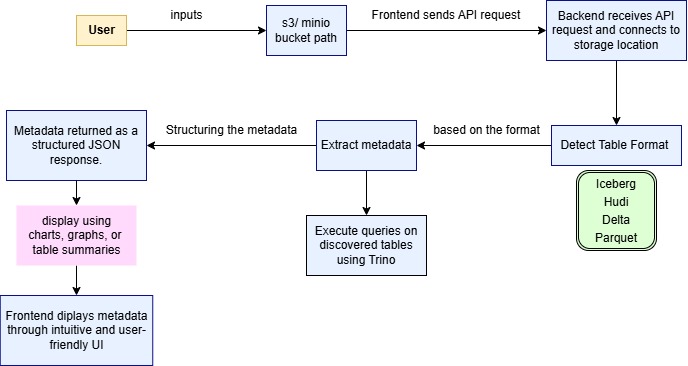 User
inputs
s3/ minio
bucket path
Frontend sends API request
Backend receives API
request and connects to
storage location
Metadata returned as a
structured JSON
response.
Structuring the metadata
Extract metadata
based on the format
Detect Table Format
Iceberg
Hudi
Delta
Parquet
display using
charts, graphs, or
table summaries
Execute queries on
discovered tables
using Trino
Frontend diplays metadata
through intuitive and user-
friendly UI